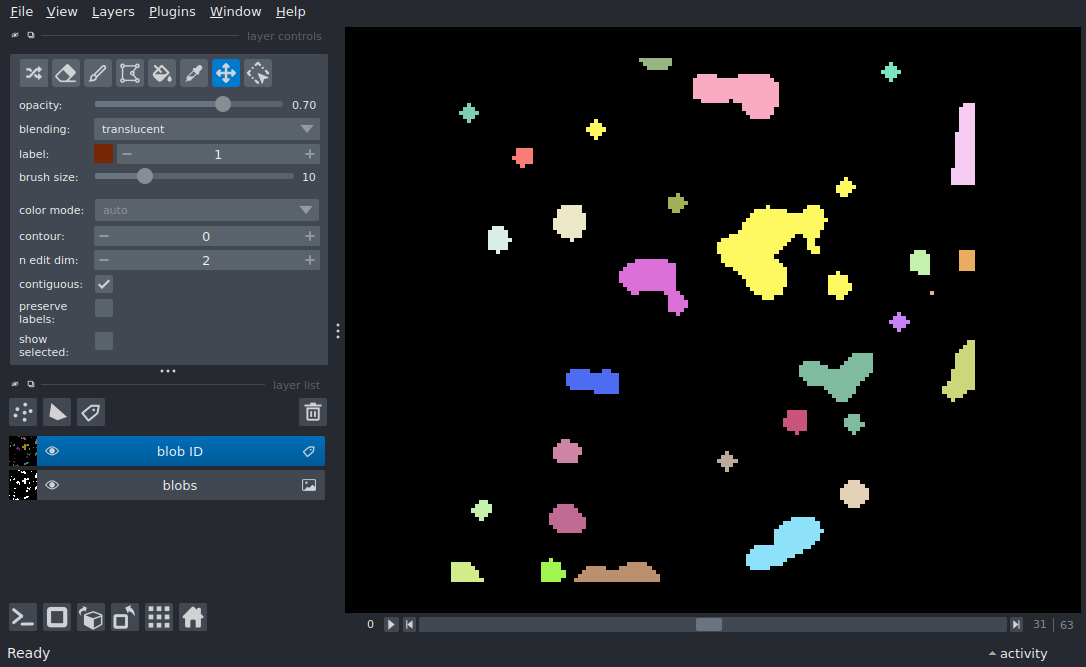 File View Layers Plugins Window Help
layer controls
opacity: 0.70
blending: translucent
label: 1
brush size: 10
color mode: auto
contour: 0
n edit dim: 2
contiguous:
preserve
labels:
show
selected:
layer list
blob ID
blobs
0 31 63
Ready activity